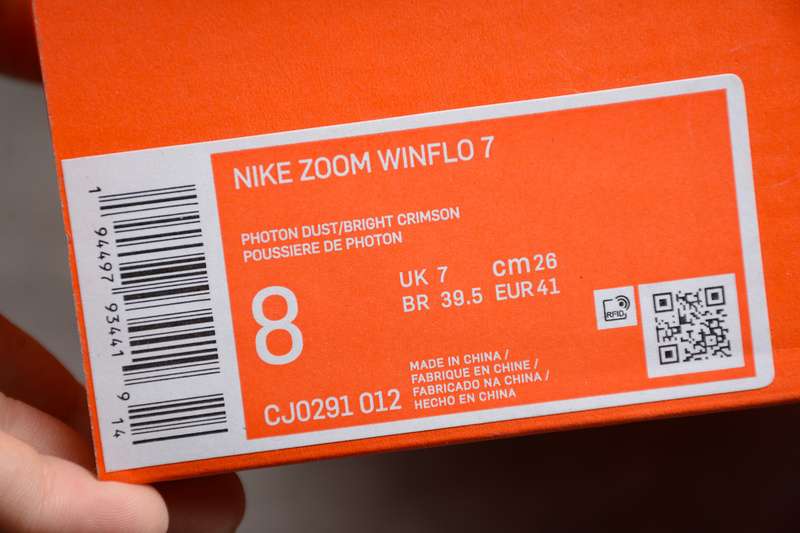 NIKE ZOOM WINFLO 7
PHOTON DUST/BRIGHT CRIMSON
POUSSIERE DE PHOTON
8
UK 7 cm 26
BR 39.5 EUR 41
RFID
CJ0291 012
MADE IN CHINA /
FABRIQUE EN CHINE /
FABRICADO NA CHINA /
HECHO EN CHINA
1 94497 93441 9 14